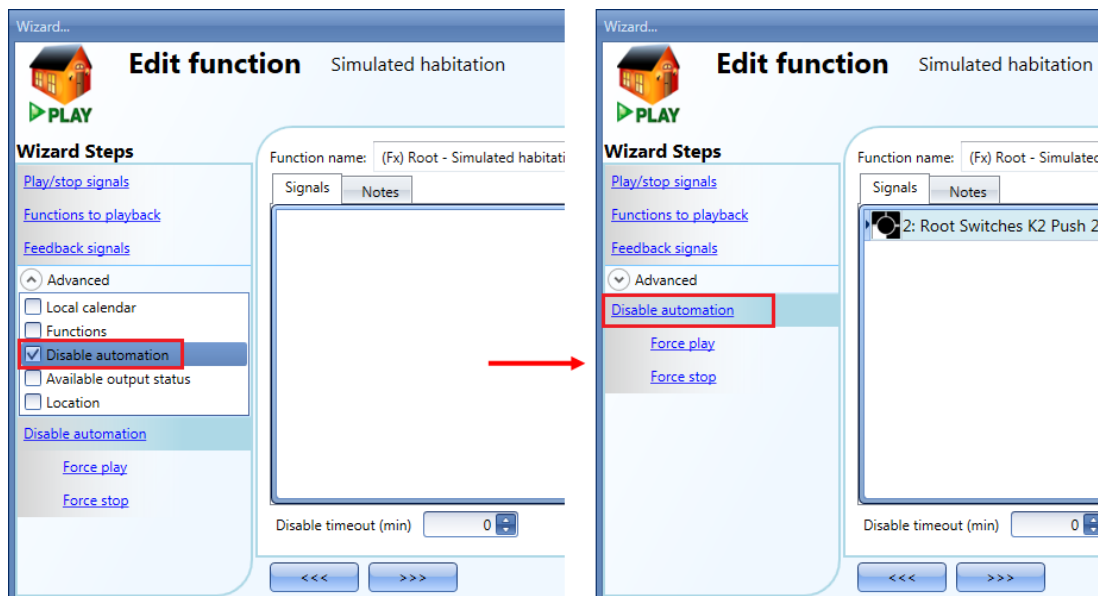 Wizard...
Edit function Simulated habitation
PLAY
Wizard Steps
Play/stop signals
Functions to playback
Feedback signals
Advanced
Local calendar
Functions
Disable automation
Available output status
Location
Disable automation
Force play
Force stop
Function name: (Fx) Root - Simulated habitati
Signals Notes
Disable timeout (min) 0
<<< >>>
Wizard...
Edit function Simulated habitation
PLAY
Wizard Steps
Play/stop signals
Functions to playback
Feedback signals
Advanced
Disable automation
Force play
Force stop
Function name: (Fx) Root - Simulated
Signals Notes
2: Root Switches K2 Push 2
Disable timeout (min) 0
<<< >>>